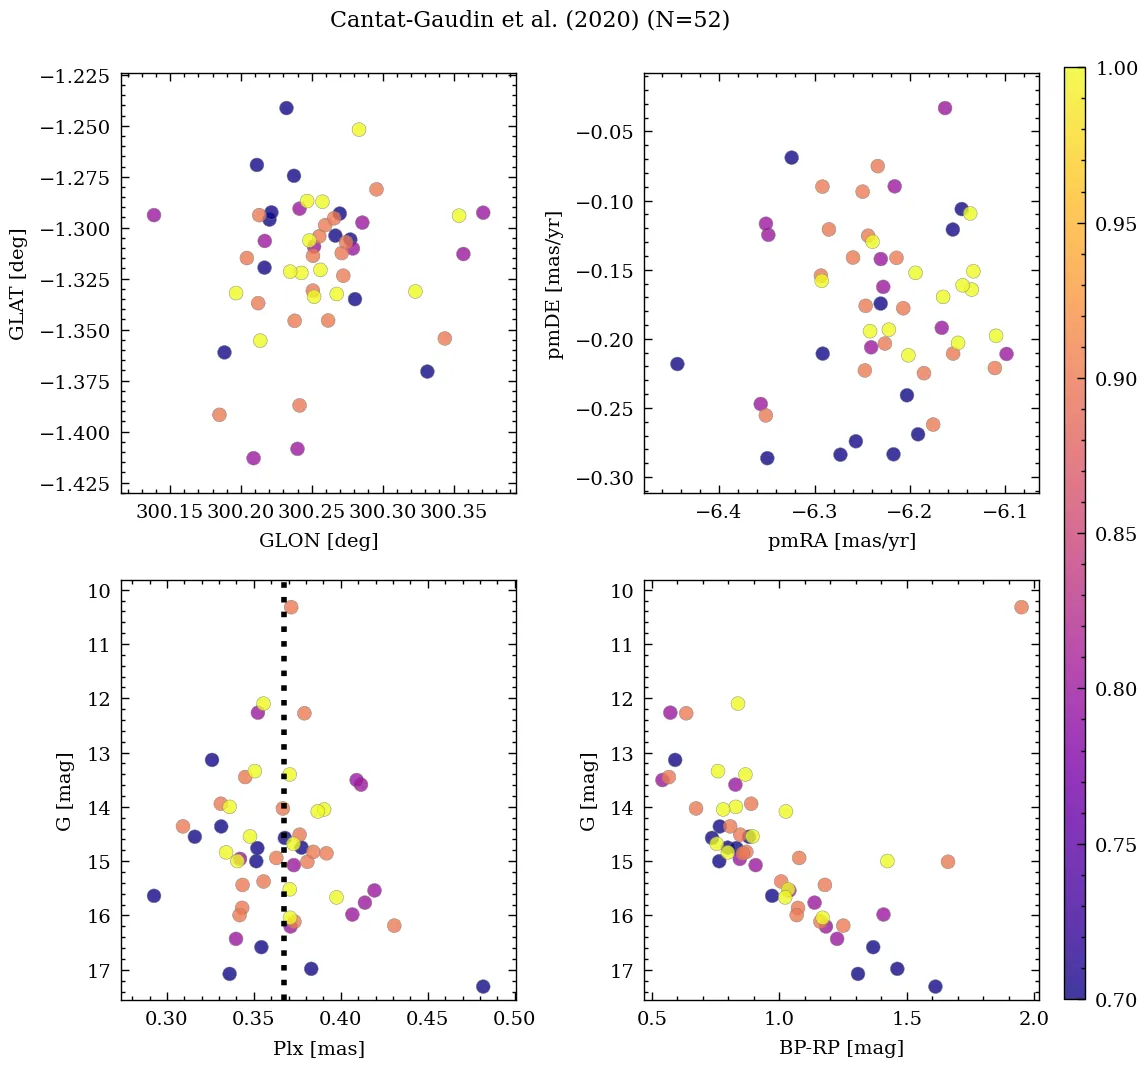 Cantat-Gaudin et al. (2020) (N=52)
−1.225
−1.250
−1.275
−1.300
−1.325
−1.350
−1.375
−1.400
−1.425
GLAT [deg]
300.15 300.20 300.25 300.30 300.35
GLON [deg]
−0.05
−0.10
−0.15
−0.20
−0.25
−0.30
pmDE [mas/yr]
−6.4 −6.3 −6.2 −6.1
pmRA [mas/yr]
10
11
12
13
14
15
16
17
G [mag]
0.30 0.35 0.40 0.45 0.50
Plx [mas]
10
11
12
13
14
15
16
17
G [mag]
0.5 1.0 1.5 2.0
BP-RP [mag]
1.00
0.95
0.90
0.85
0.80
0.75
0.70